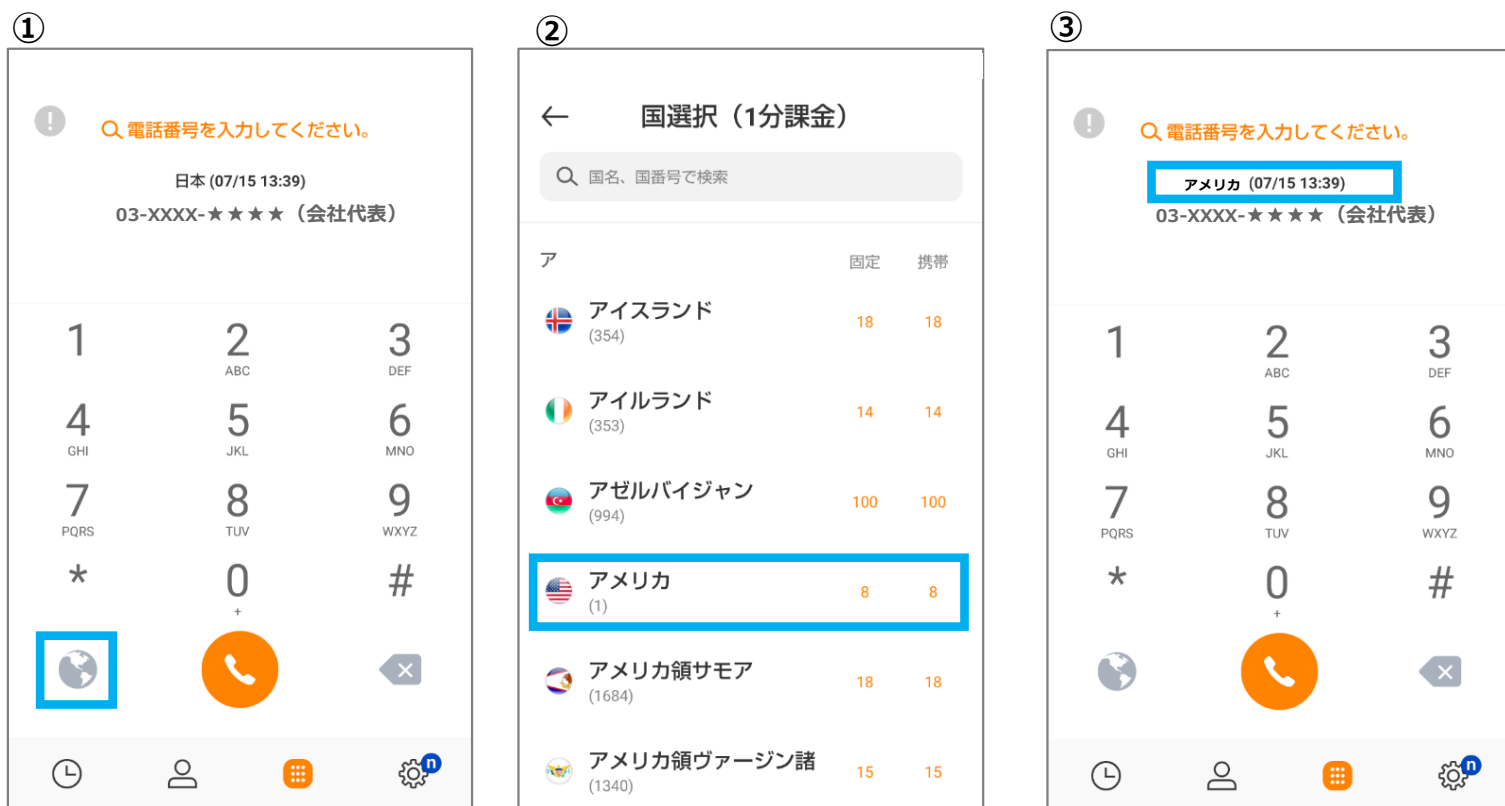 ①
電話番号を入力してください。
日本 (07/15 13:39)
03-XXXX-★★★★（会社代表）
1 2 3
ABC DEF
4 5 6
GHI JKL MNO
7 8 9
PQRS TUV WXYZ
* 0 #
+
n
②
国選択（1分課金）
国名、国番号で検索
ア 固定 携帯
アイスランド 18 18
(354)
アイルランド 14 14
(353)
アゼルバイジャン 100 100
(994)
アメリカ 8 8
(1)
アメリカ領サモア 18 18
(1684)
アメリカ領ヴァージン諸 15 15
(1340)
③
電話番号を入力してください。
アメリカ (07/15 13:39)
03-XXXX-★★★★（会社代表）
1 2 3
ABC DEF
4 5 6
GHI JKL MNO
7 8 9
PQRS TUV WXYZ
* 0 #
+
n